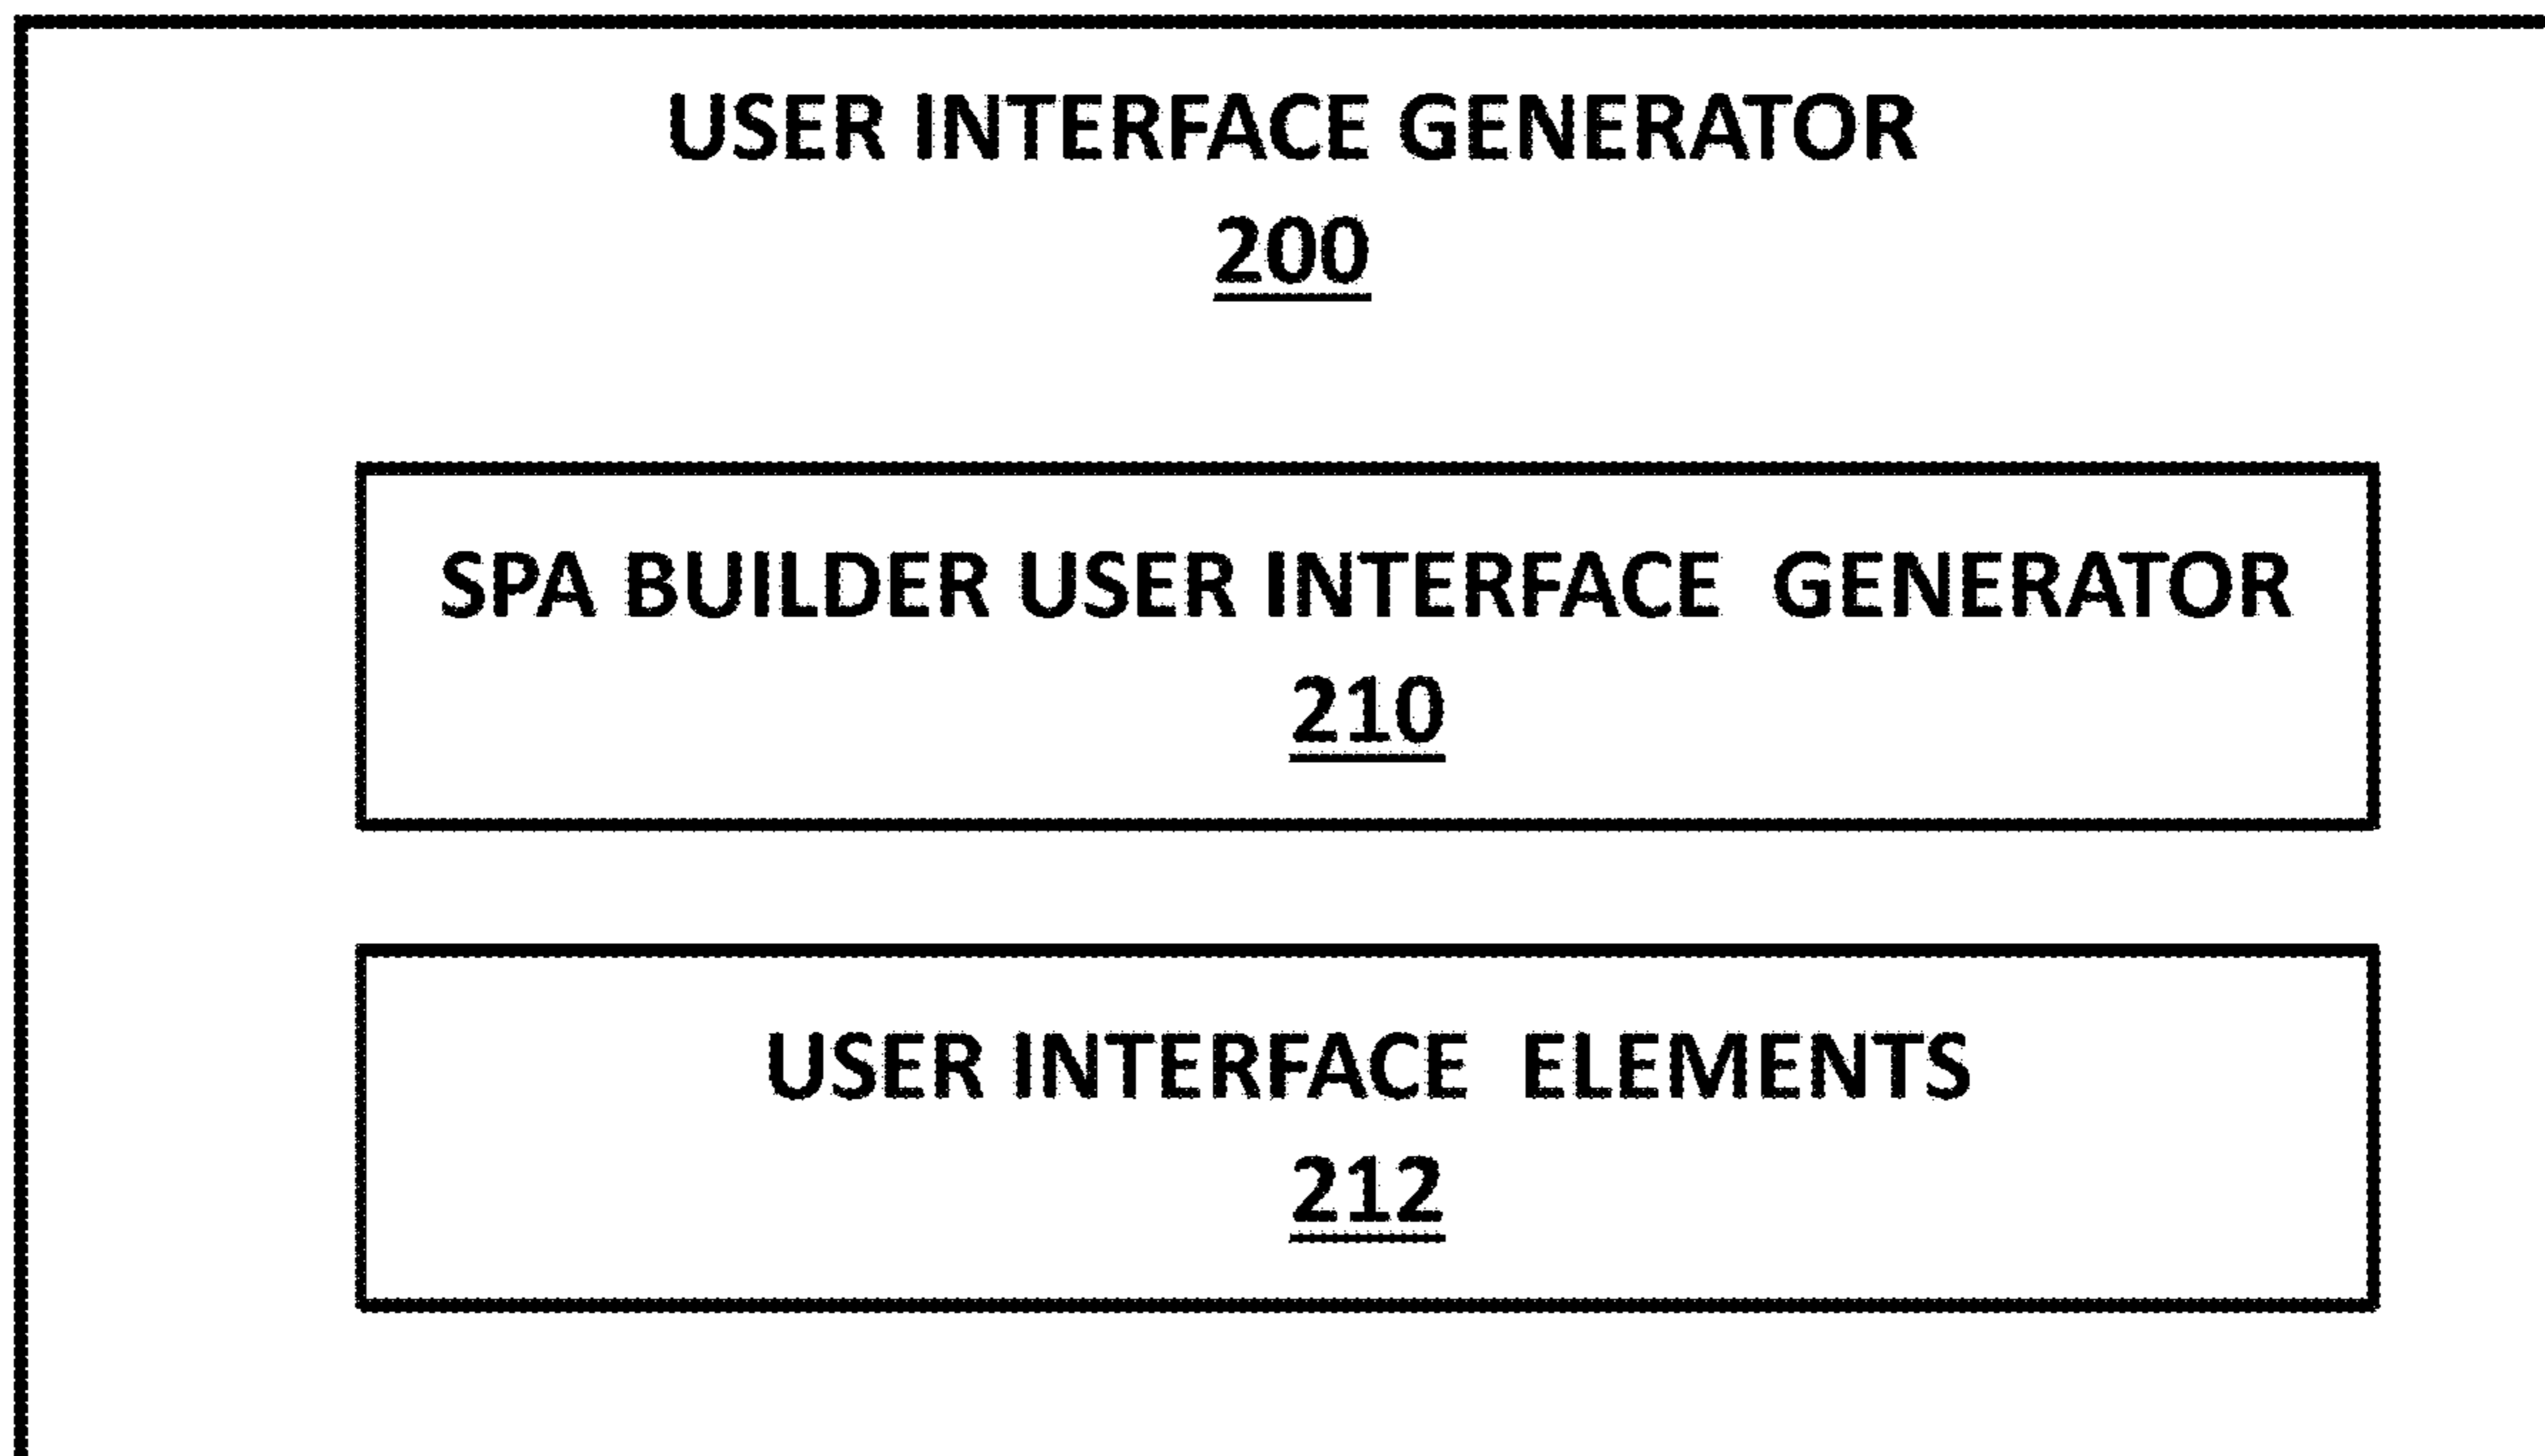 USER INTERFACE GENERATOR
200
SPA BUILDER USER INTERFACE GENERATOR
210
USER INTERFACE ELEMENTS
212